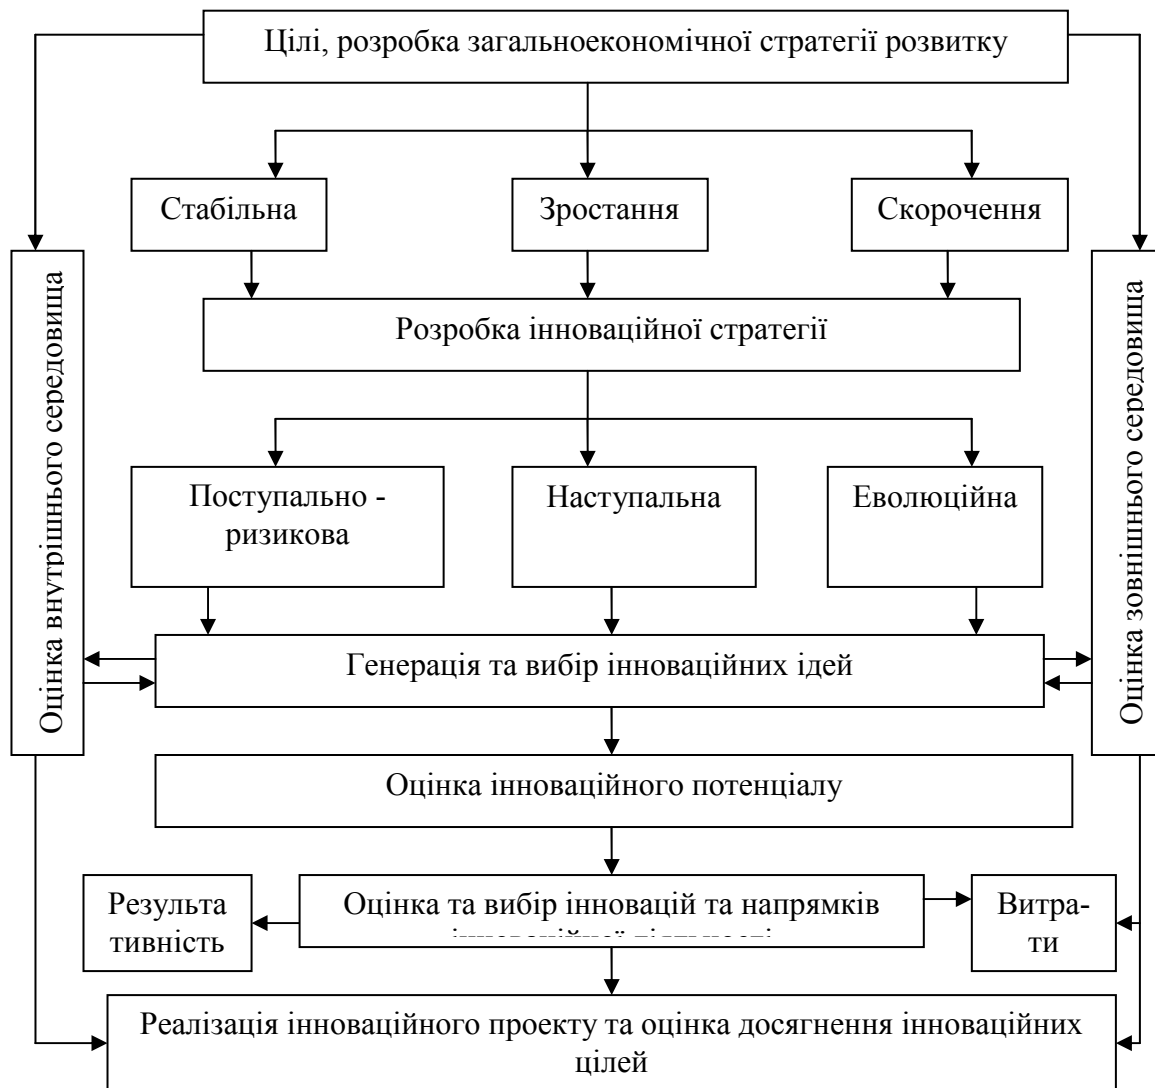 Цілі, розробка загальноекономічної стратегії розвитку
Стабільна
Зростання
Скорочення
Оцінка внутрішнього середовища
Оцінка зовнішнього середовища
Розробка інноваційної стратегії
Поступально -
ризикова
Наступальна
Еволюційна
Генерація та вибір інноваційних ідей
Оцінка інноваційного потенціалу
Результа
тивність
Оцінка та вибір інновацій та напрямків
Витра-
ти
Реалізація інноваційного проекту та оцінка досягнення інноваційних
цілей